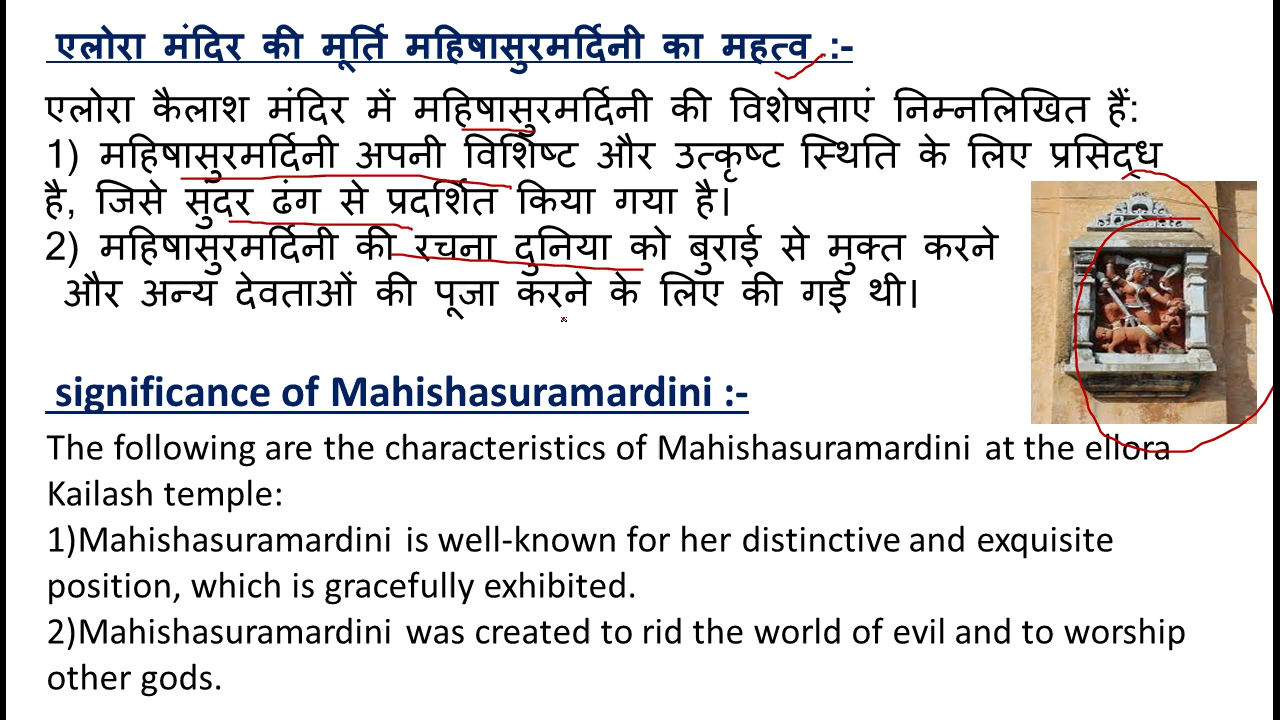 एलोरा मंदिर की मूर्ति महिषासुरमर्दिनी का महत्व :-
एलोरा कैलाश मंदिर में महिषासुरमर्दिनी की विशेषताएं निम्नलिखित हैं:
1) महिषासुरमर्दिनी अपनी विशिष्ट और उत्कृष्ट स्थिति के लिए प्रसिद्ध
है, जिसे सुंदर ढंग से प्रदर्शित किया गया है।
2) महिषासुरमर्दिनी की रचना दुनिया को बुराई से मुक्त करने
और अन्य देवताओं की पूजा करने के लिए की गई थी।
significance of Mahishasuramardini :-
The following are the characteristics of Mahishasuramardini at the ellora
Kailash temple:
1)Mahishasuramardini is well-known for her distinctive and exquisite
position, which is gracefully exhibited.
2)Mahishasuramardini was created to rid the world of evil and to worship
other gods.